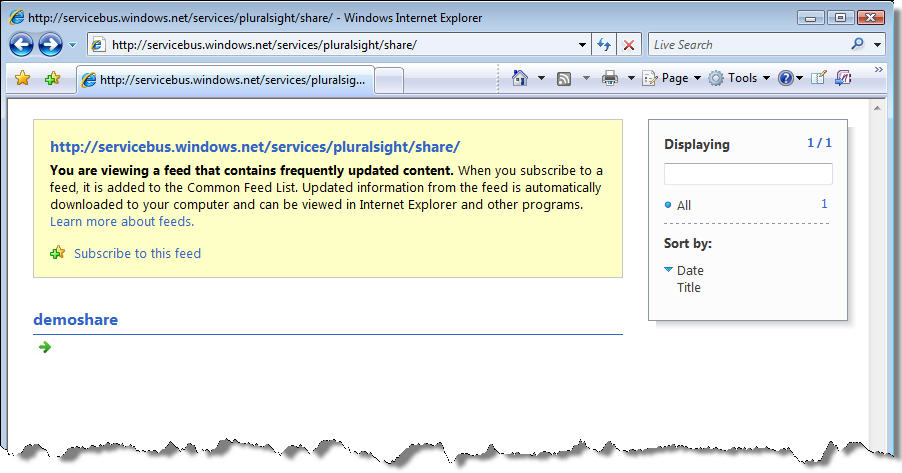 http://servicebus.windows.net/services/pluralsight/share/ - Windows Internet Explorer
http://servicebus.windows.net/services/pluralsight/share/
Live Search
http://servicebus.windows.net/services/pluralsig...
Page
Tools
http://servicebus.windows.net/services/pluralsight/share/
You are viewing a feed that contains frequently updated content. When you subscribe to a
feed, it is added to the Common Feed List. Updated information from the feed is automatically
downloaded to your computer and can be viewed in Internet Explorer and other programs.
Learn more about feeds.
Subscribe to this feed
demoshare
Displaying 1 / 1
All 1
Sort by:
Date
Title